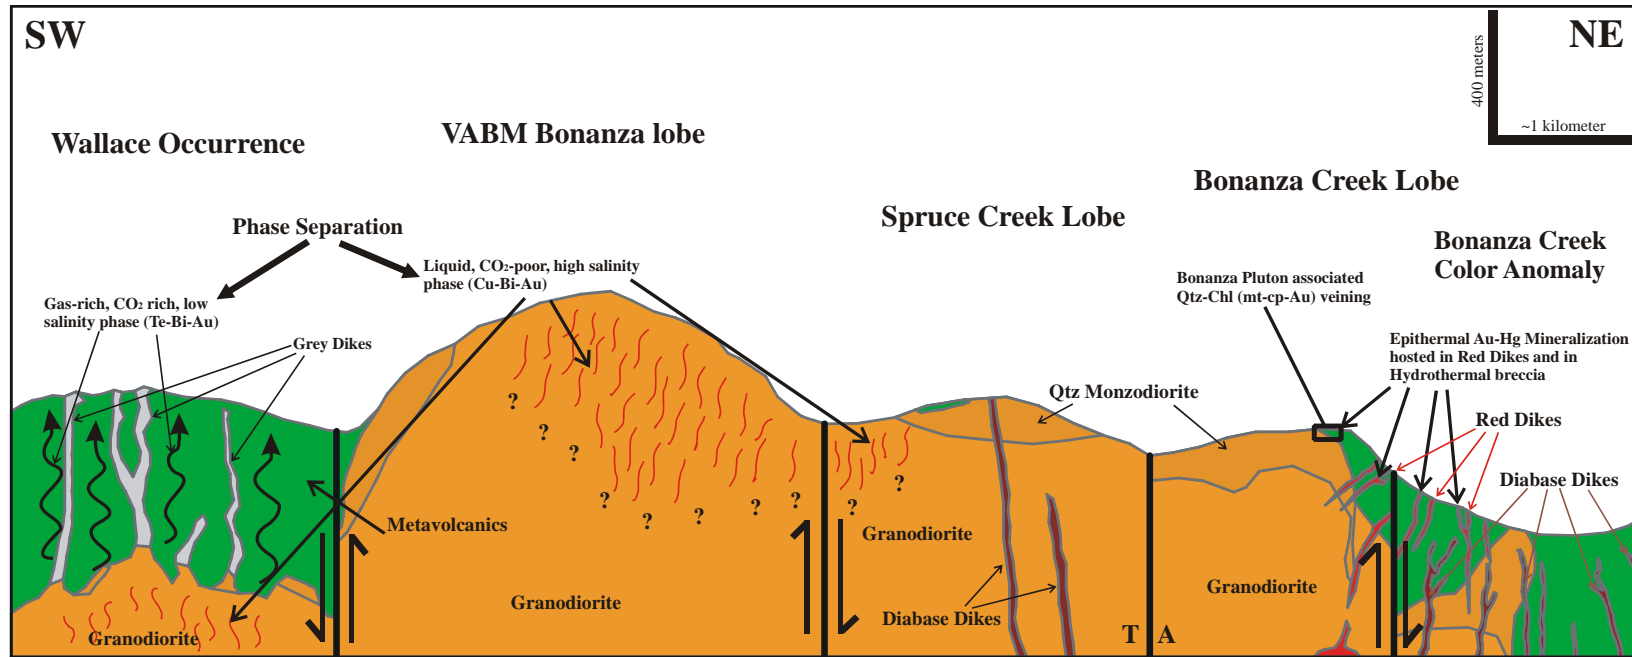 SW
NE
400 meters
~1 kilometer
Wallace Occurrence
VABM Bonanza lobe
Spruce Creek Lobe
Bonanza Creek Lobe
Bonanza Creek
Color Anomaly
Phase Separation
Liquid, CO2-poor, high salinity
phase (Cu-Bi-Au)
Gas-rich, CO2 rich, low
salinity phase (Te-Bi-Au)
Grey Dikes
Bonanza Pluton associated
Qtz-Chl (mt-cp-Au) veining
Epithermal Au-Hg Mineralization
hosted in Red Dikes and in
Hydrothermal breccia
Qtz Monzodiorite
Red Dikes
Diabase Dikes
? ? ? ? ? ? ? ? ? ? ?
Metavolcanics
Granodiorite
Granodiorite
Granodiorite
Granodiorite
Diabase Dikes
T A